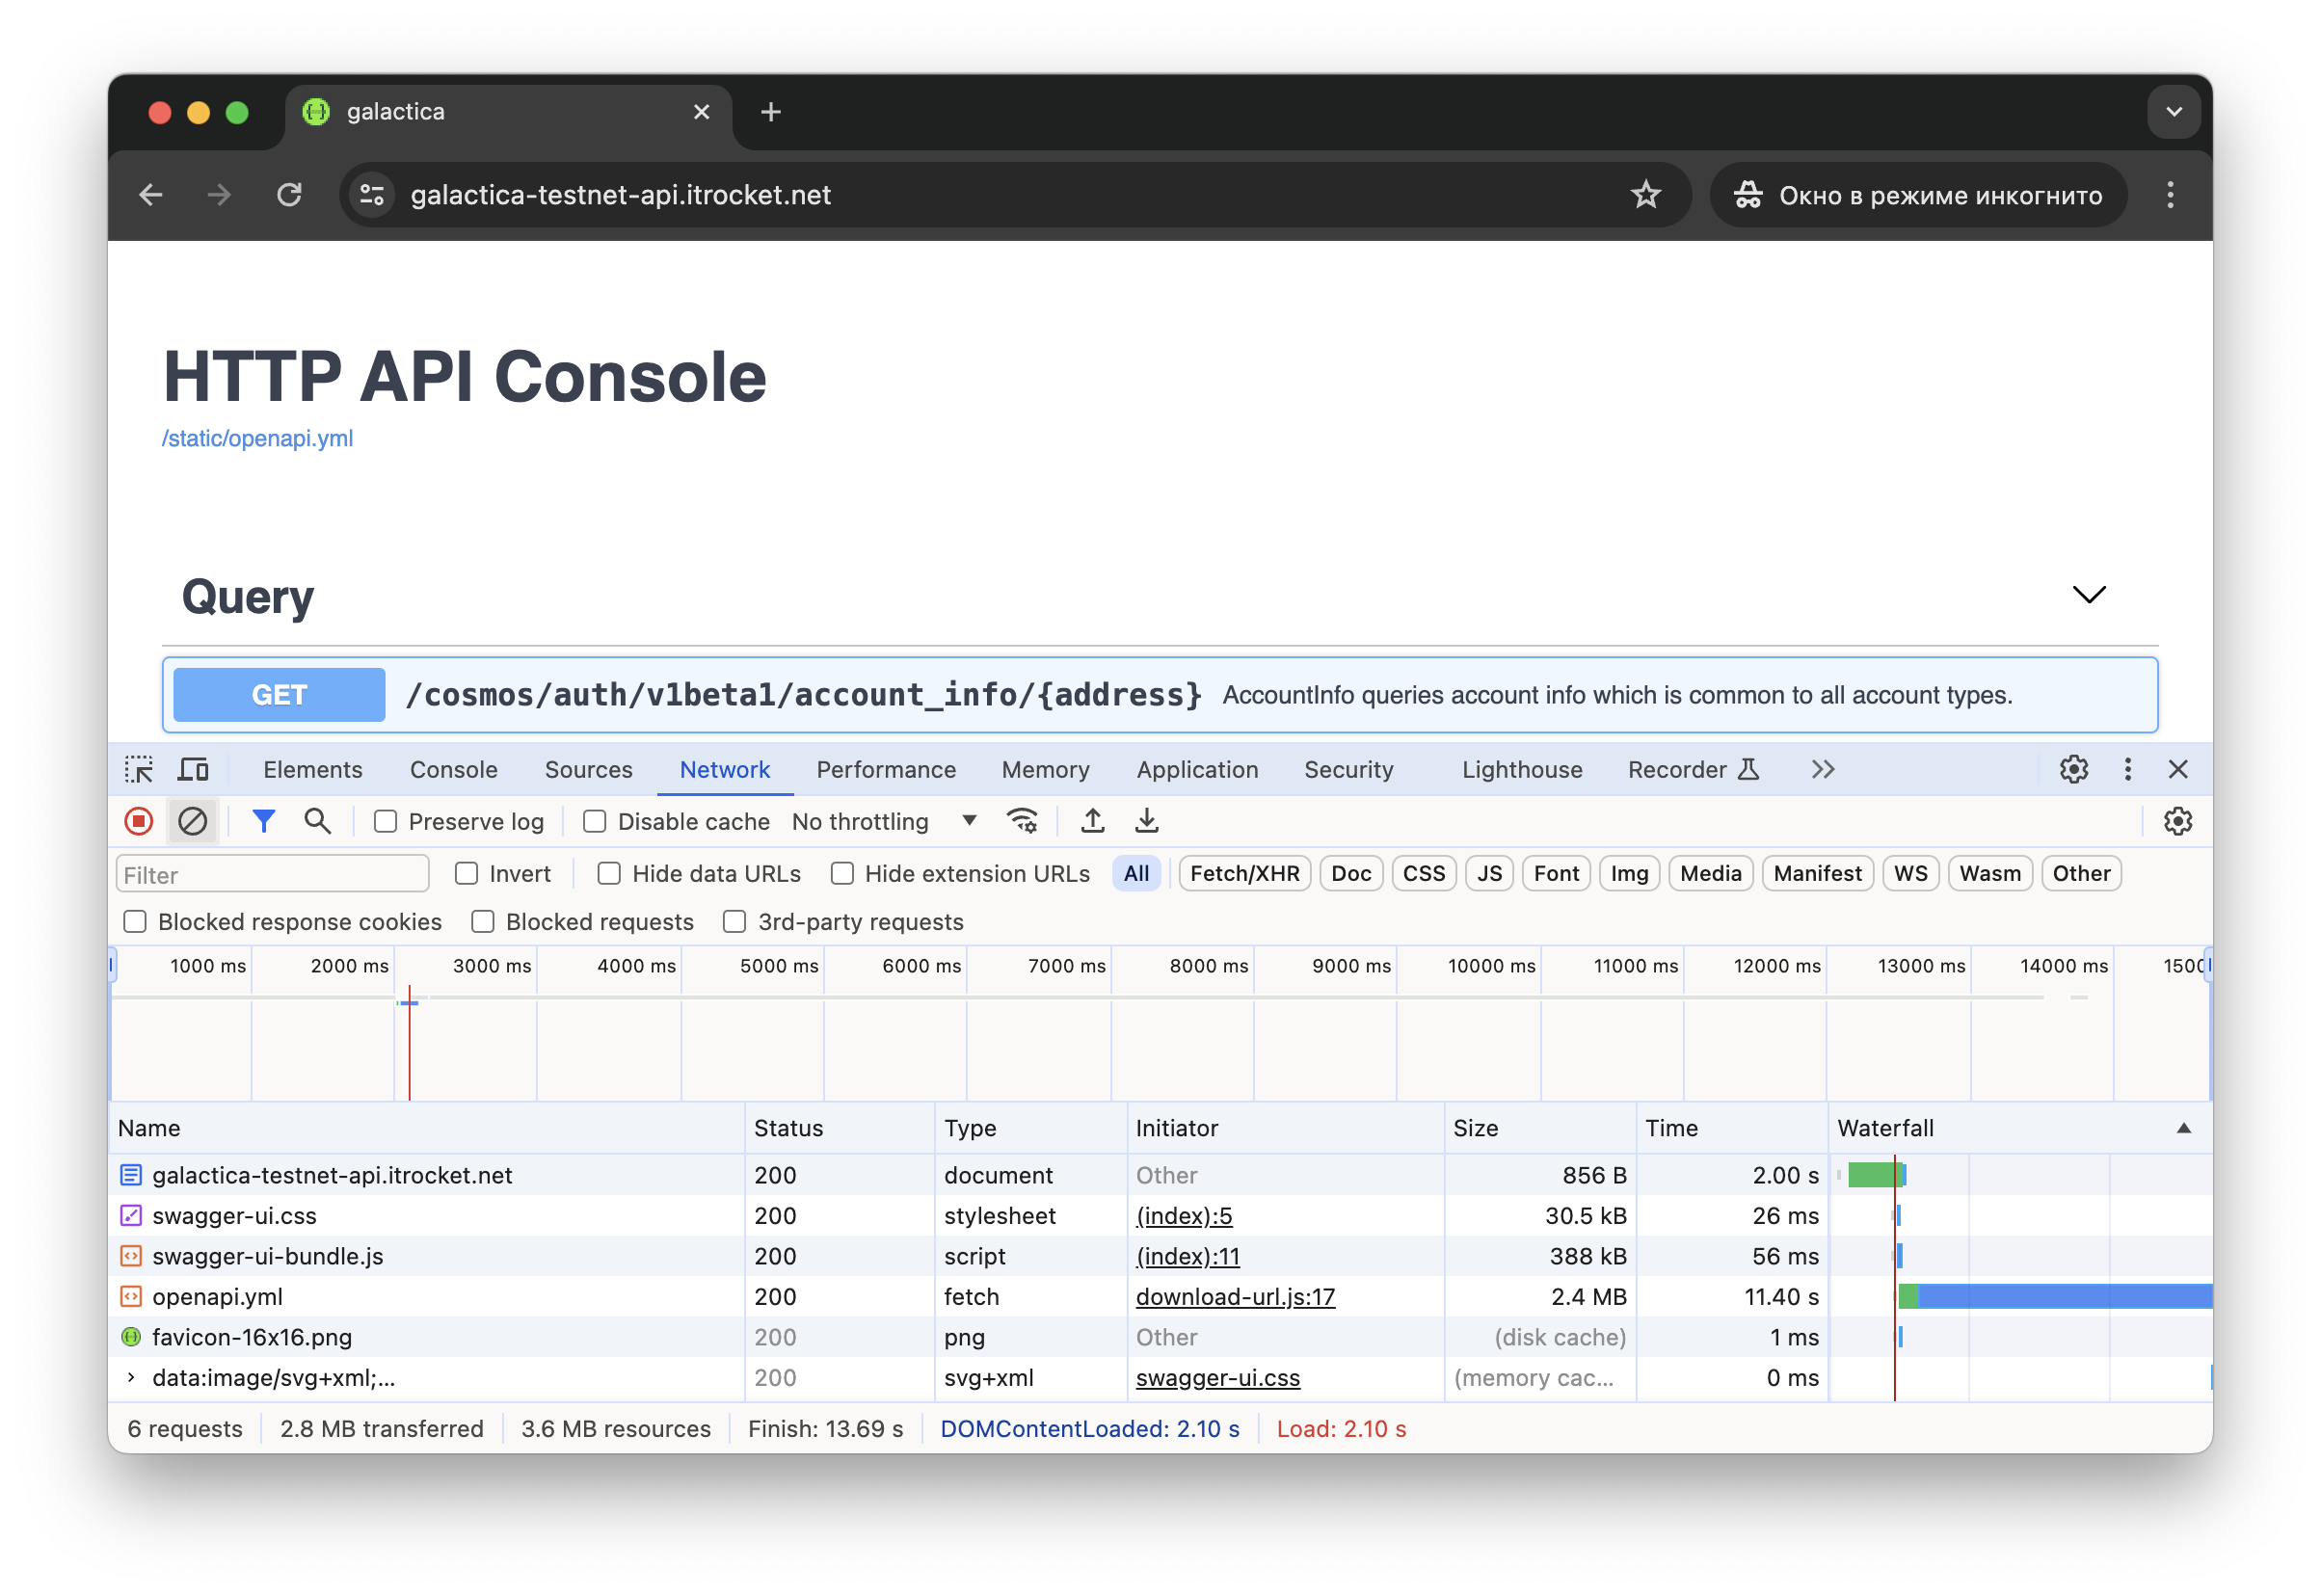 galactica
galactica-testnet-api.itrocket.net
Окно в режиме инкогнито
HTTP API Console
/static/openapi.yml
Query
GET /cosmos/auth/v1beta1/account_info/{address} AccountInfo queries account info which is common to all account types.
Elements Console Sources Network Performance Memory Application Security Lighthouse Recorder
Preserve log Disable cache No throttling
Filter Invert Hide data URLs Hide extension URLs All Fetch/XHR Doc CSS JS Font Img Media Manifest WS Wasm Other
Blocked response cookies Blocked requests 3rd-party requests
1000 ms 2000 ms 3000 ms 4000 ms 5000 ms 6000 ms 7000 ms 8000 ms 9000 ms 10000 ms 11000 ms 12000 ms 13000 ms 14000 ms 1500
Name Status Type Initiator Size Time Waterfall
galactica-testnet-api.itrocket.net 200 document Other 856 B 2.00 s
swagger-ui.css 200 stylesheet (index):5 30.5 kB 26 ms
swagger-ui-bundle.js 200 script (index):11 388 kB 56 ms
openapi.yml 200 fetch download-url.js:17 2.4 MB 11.40 s
favicon-16x16.png 200 png Other (disk cache) 1 ms
data:image/svg+xml;... 200 svg+xml swagger-ui.css (memory cac... 0 ms
6 requests 2.8 MB transferred 3.6 MB resources Finish: 13.69 s DOMContentLoaded: 2.10 s Load: 2.10 s